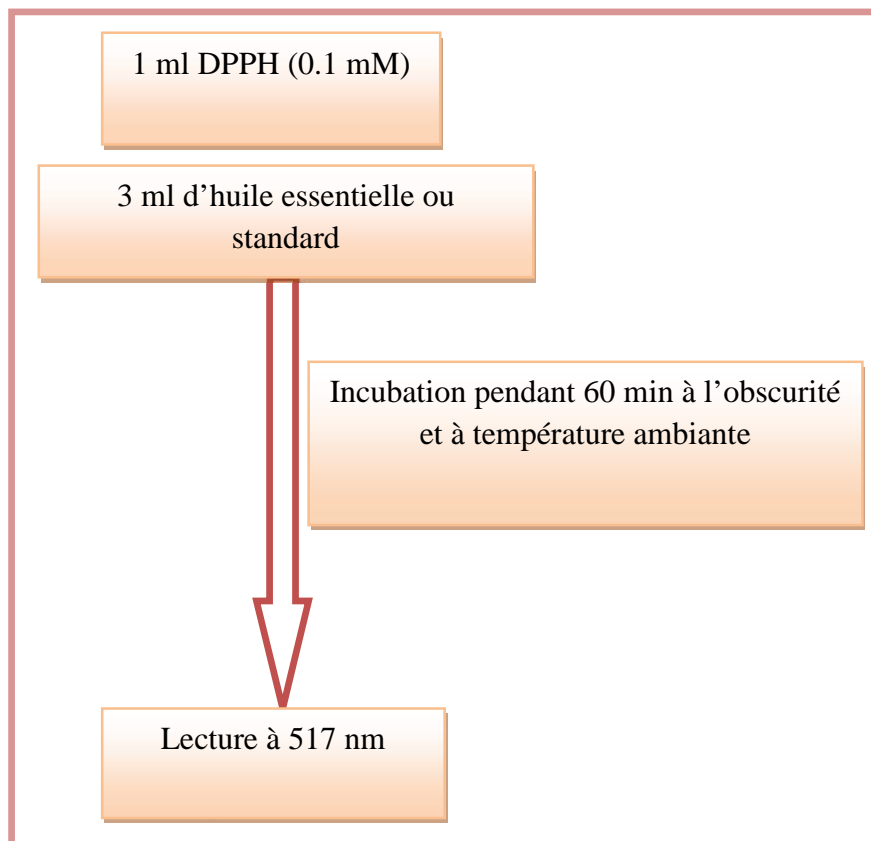 1 ml DPPH (0.1 mM)
3 ml d’huile essentielle ou
standard
Incubation pendant 60 min à l’obscurité
et à température ambiante
Lecture à 517 nm